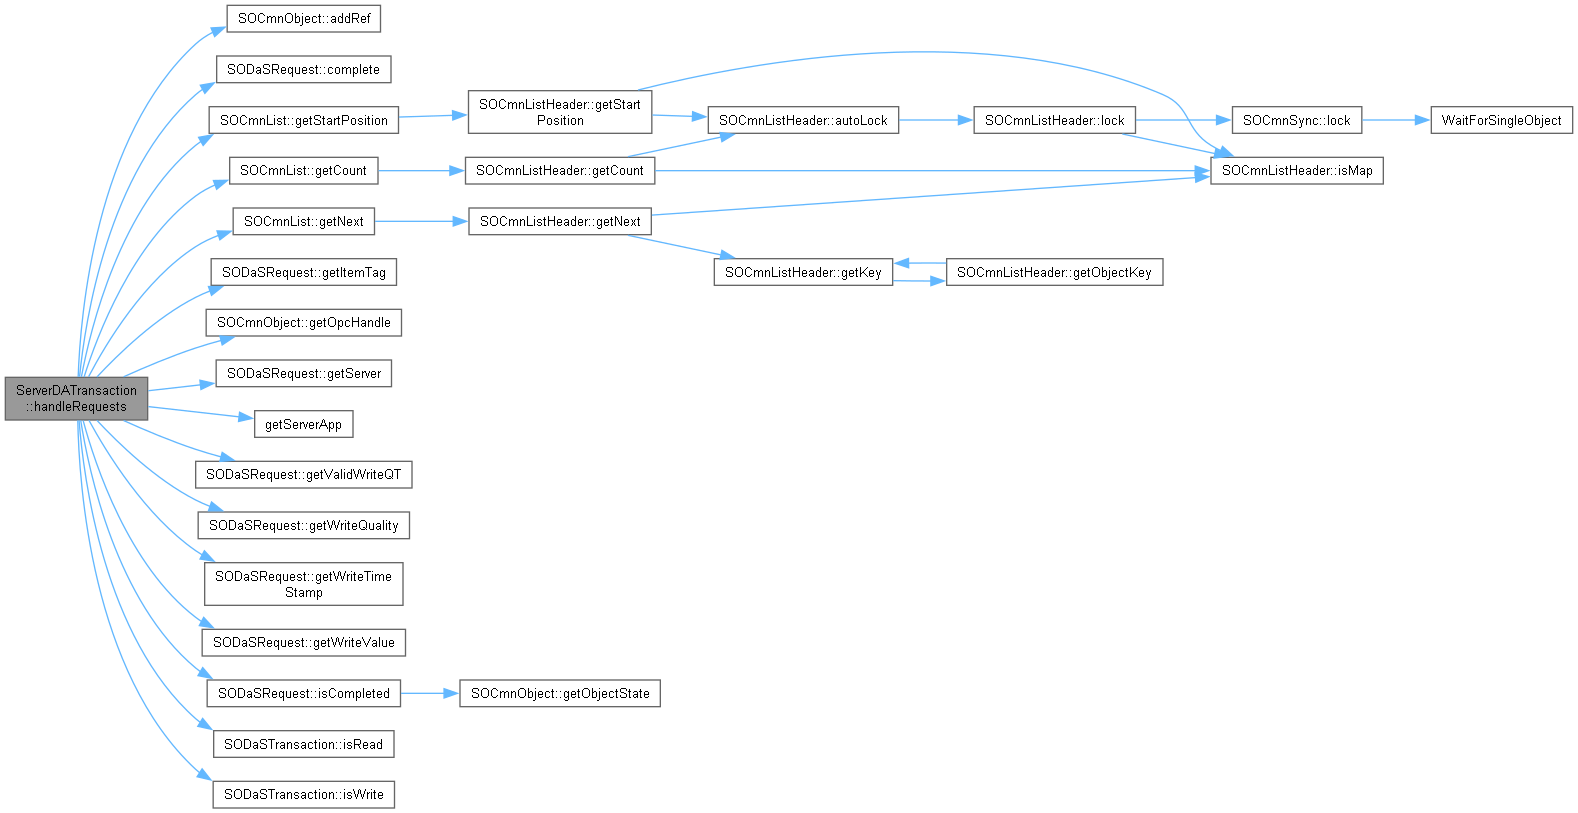 SOCmnObject::addRef
SODaSRequest::complete
SOCmnList::getStartPosition
SOCmnListHeader::getStart
Position
SOCmnListHeader::autoLock
SOCmnListHeader::lock
SOCmnSync::lock
WaitForSingleObject
SOCmnList::getCount
SOCmnListHeader::getCount
SOCmnListHeader::isMap
SOCmnList::getNext
SOCmnListHeader::getNext
SODaSRequest::getItemTag
SOCmnListHeader::getKey
SOCmnListHeader::getObjectKey
SOCmnObject::getOpcHandle
SODaSRequest::getServer
ServerDATransaction
::handleRequests
getServerApp
SODaSRequest::getValidWriteQT
SODaSRequest::getWriteQuality
SODaSRequest::getWriteTime
Stamp
SODaSRequest::getWriteValue
SODaSRequest::isCompleted
SOCmnObject::getObjectState
SODaSTransaction::isRead
SODaSTransaction::isWrite